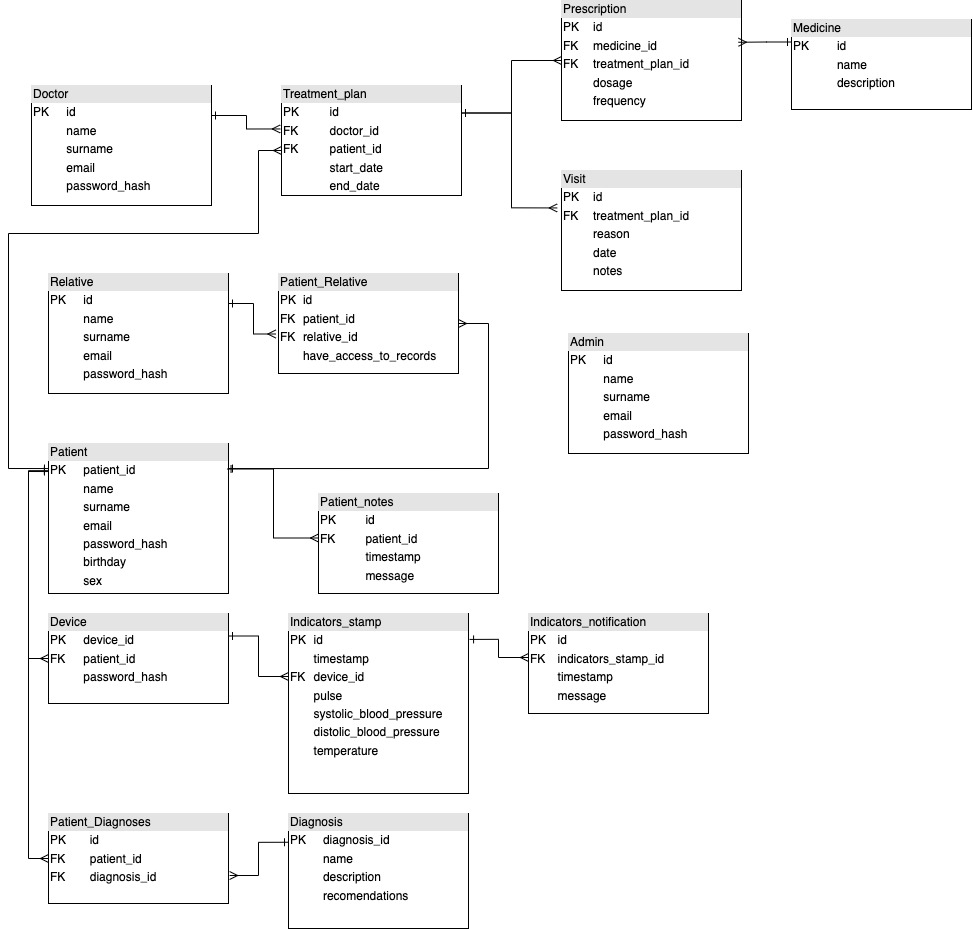 Prescription
PK id
FK medicine_id
FK treatment_plan_id
dosage
frequency
Medicine
PK id
name
description
Doctor
PK id
name
surname
email
password_hash
Treatment_plan
PK id
FK doctor_id
FK patient_id
start_date
end_date
Visit
PK id
FK treatment_plan_id
reason
date
notes
Relative
PK id
name
surname
email
password_hash
Patient_Relative
PK id
FK patient_id
FK relative_id
have_access_to_records
Admin
PK id
name
surname
email
password_hash
Patient
PK patient_id
name
surname
email
password_hash
birthday
sex
Patient_notes
PK id
FK patient_id
timestamp
message
Device
PK device_id
FK patient_id
password_hash
Indicators_stamp
PK id
timestamp
FK device_id
pulse
systolic_blood_pressure
distolic_blood_pressure
temperature
Indicators_notification
PK id
FK indicators_stamp_id
timestamp
message
Patient_Diagnoses
PK id
FK patient_id
FK diagnosis_id
Diagnosis
PK diagnosis_id
name
description
recomendations